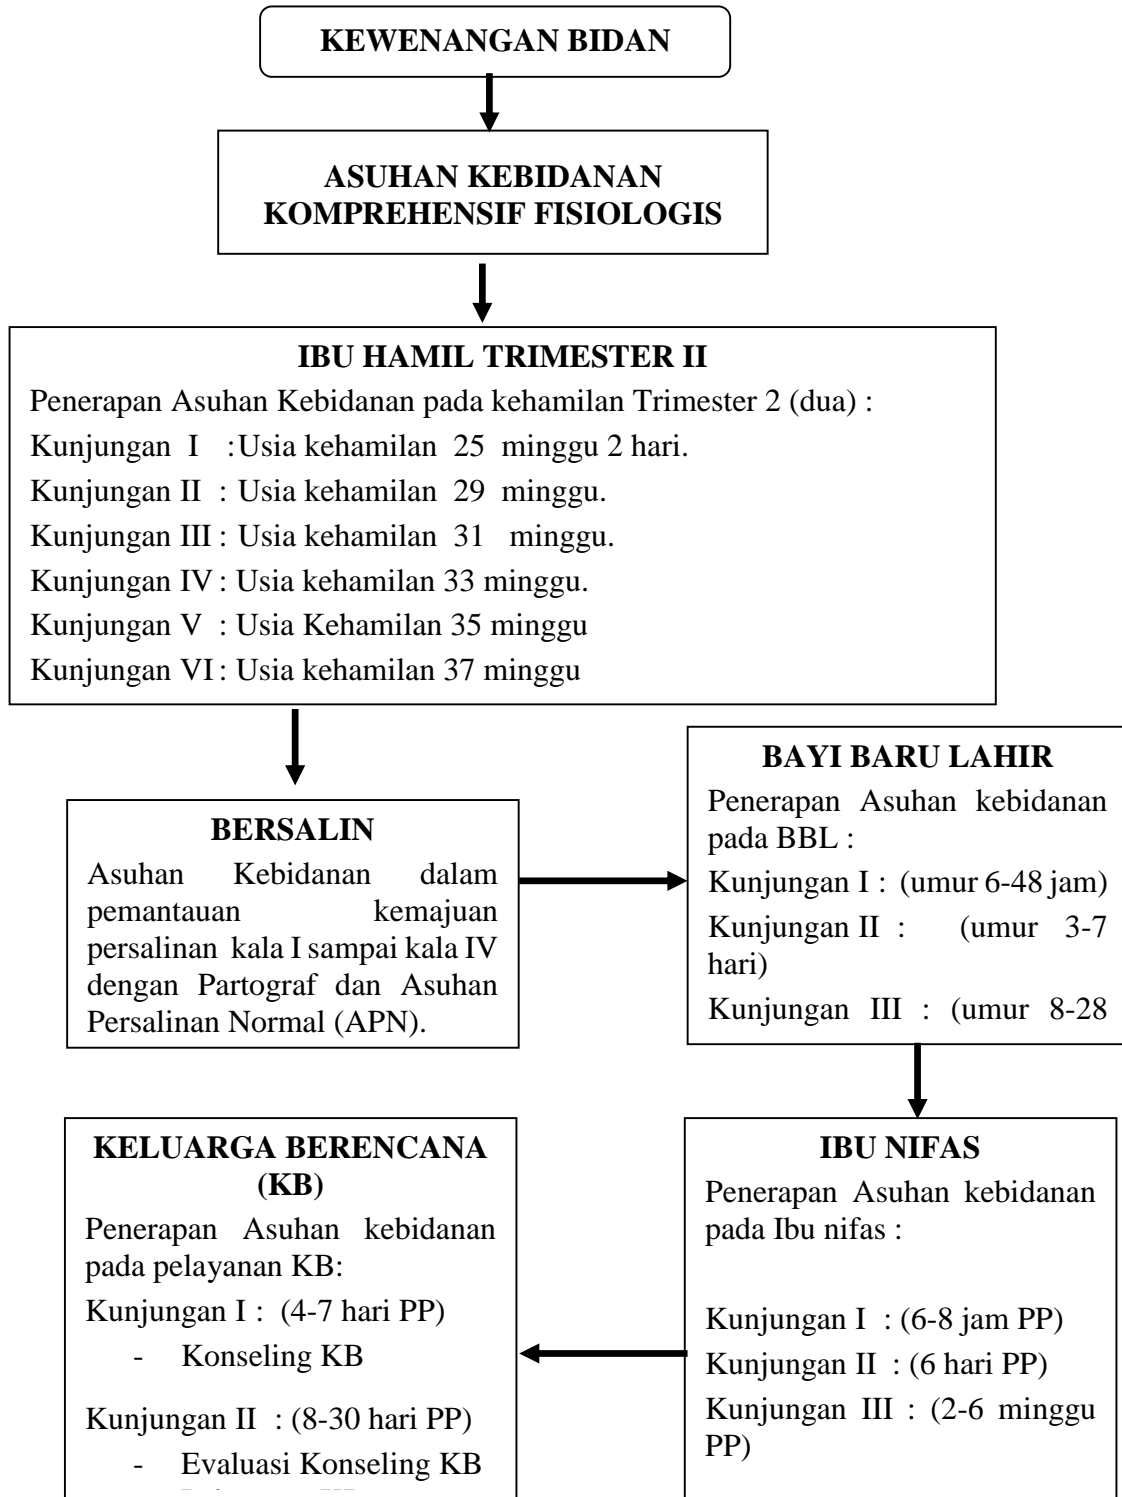 KEWENANGAN BIDAN
ASUHAN KEBIDANAN
KOMPREHENSIF FISIOLOGIS
IBU HAMIL TRIMESTER II
Penerapan Asuhan Kebidanan pada kehamilan Trimester 2 (dua) :
Kunjungan I : Usia kehamilan 25 minggu 2 hari.
Kunjungan II : Usia kehamilan 29 minggu.
Kunjungan III : Usia kehamilan 31 minggu.
Kunjungan IV : Usia kehamilan 33 minggu.
Kunjungan V : Usia Kehamilan 35 minggu
Kunjungan VI : Usia kehamilan 37 minggu
BERSALIN
Asuhan Kebidanan dalam
pemantauan kemajuan
persalinan kala I sampai kala IV
dengan Partograf dan Asuhan
Persalinan Normal (APN).
BAYI BARU LAHIR
Penerapan Asuhan kebidanan
pada BBL :
Kunjungan I : (umur 6-48 jam)
Kunjungan II : (umur 3-7
hari)
Kunjungan III : (umur 8-28
IBU NIFAS
Penerapan Asuhan kebidanan
pada Ibu nifas :
Kunjungan I : (6-8 jam PP)
Kunjungan II : (6 hari PP)
Kunjungan III : (2-6 minggu
PP)
KELUARGA BERENCANA
(KB)
Penerapan Asuhan kebidanan
pada pelayanan KB:
Kunjungan I : (4-7 hari PP)
- Konseling KB
Kunjungan II : (8-30 hari PP)
- Evaluasi Konseling KB